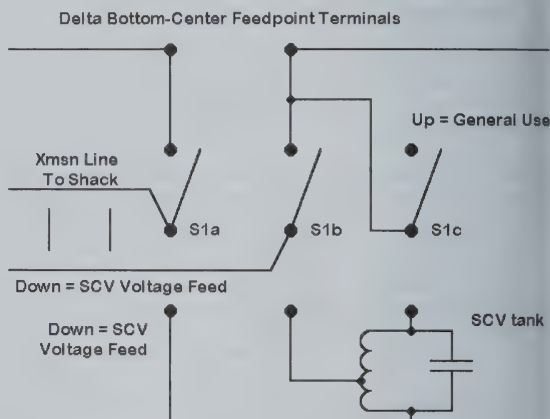 Delta Bottom-Center Feedpoint Terminals
Up = General Use
Xmsn Line
To Shack
S1a
S1b
S1c
Down = SCV Voltage Feed
Down = SCV
Voltage Feed
SCV tank